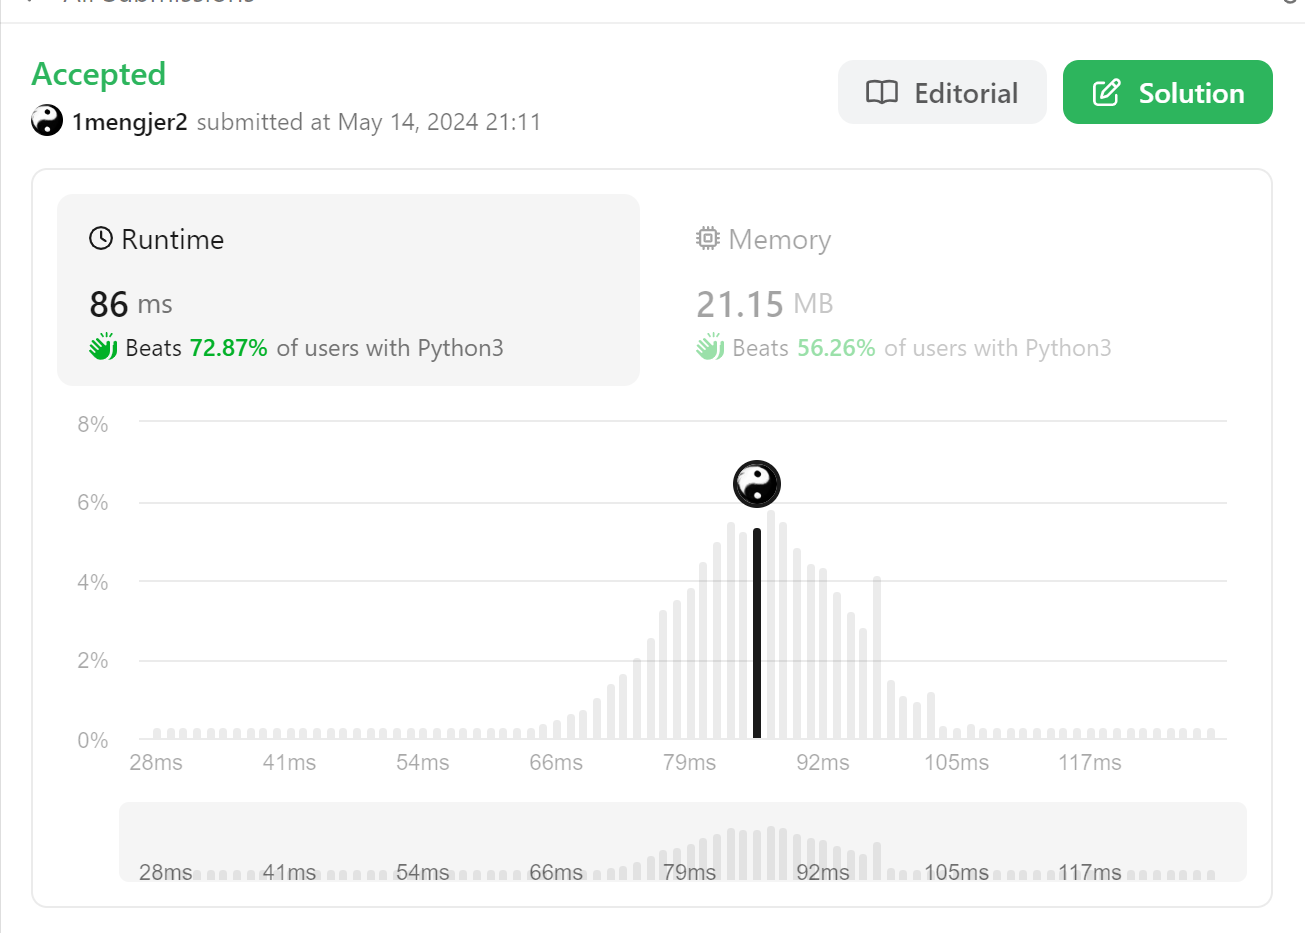 All Submissions
Accepted
Editorial
Solution
1mengjer2 submitted at May 14, 2024 21:11
Runtime
Memory
86 ms
21.15 MB
Beats 72.87% of users with Python3
Beats 56.26% of users with Python3
8%
6%
4%
2%
0%
28ms 41ms 54ms 66ms 79ms 92ms 105ms 117ms
28ms 41ms 54ms 66ms 79ms 92ms 105ms 117ms